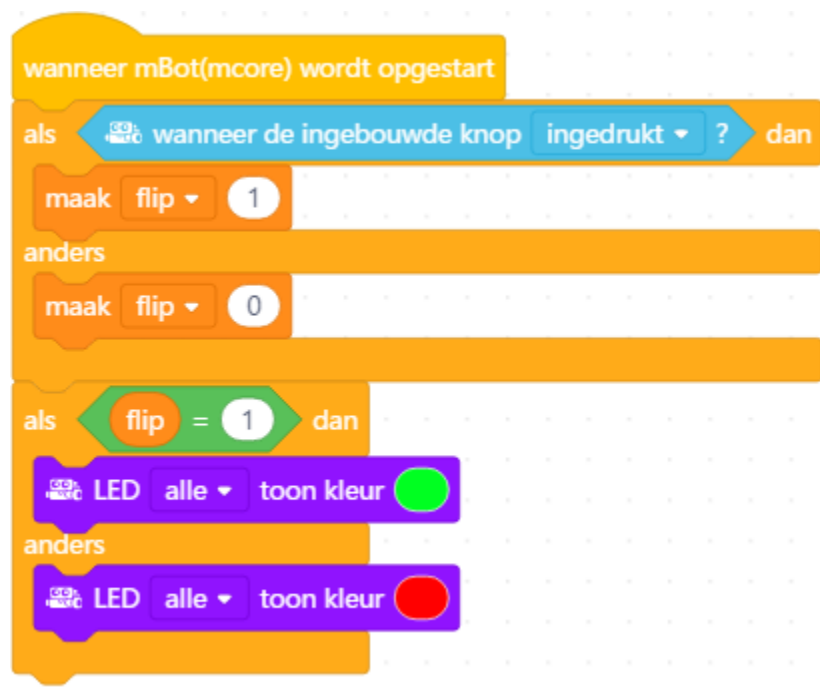 wanneer mBot(mcore) wordt opgestart
als wanneer de ingebouwde knop ingedrukt ? dan
maak flip 1
anders
maak flip 0
als flip = 1 dan
LED alle toon kleur
anders
LED alle toon kleur